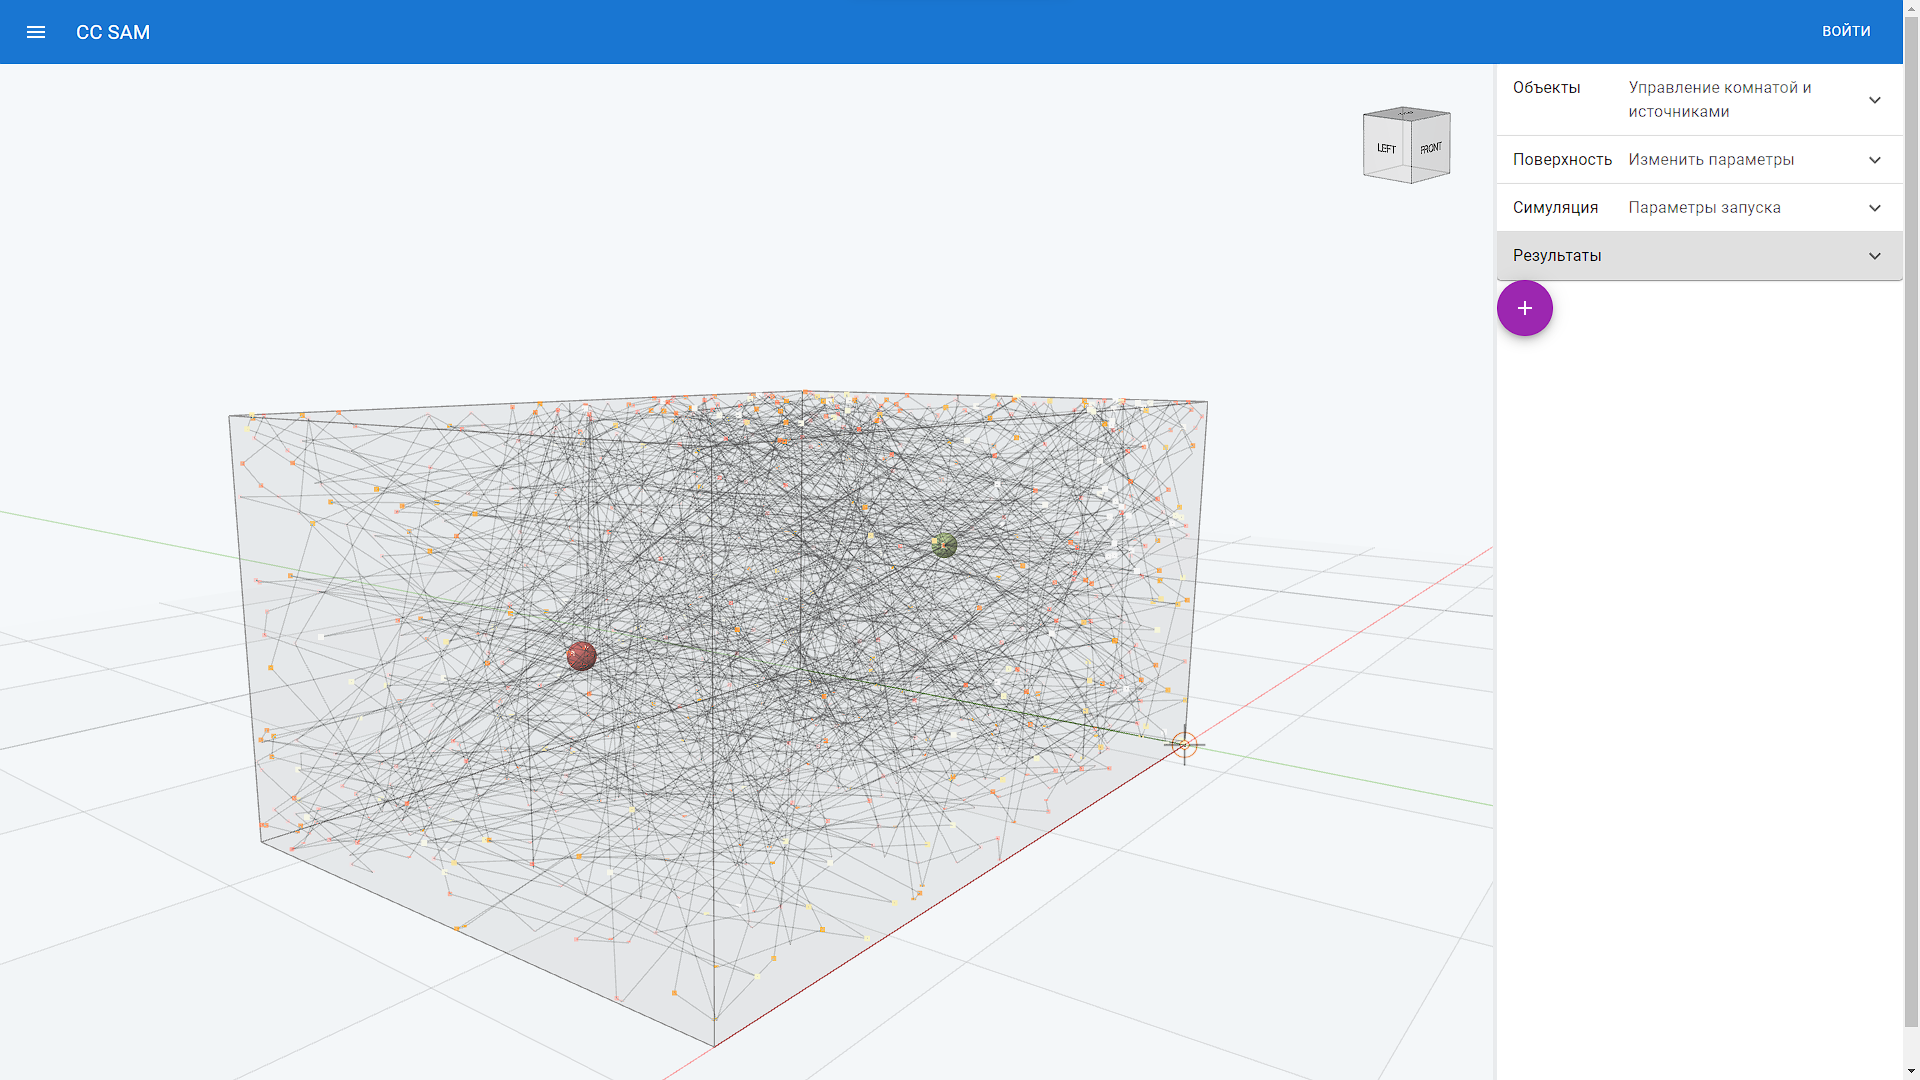 CC SAM
ВОЙТИ
LEFT
FRONT
Объекты
Управление комнатой и
источниками
Поверхность
Изменить параметры
Симуляция
Параметры запуска
Результаты
+